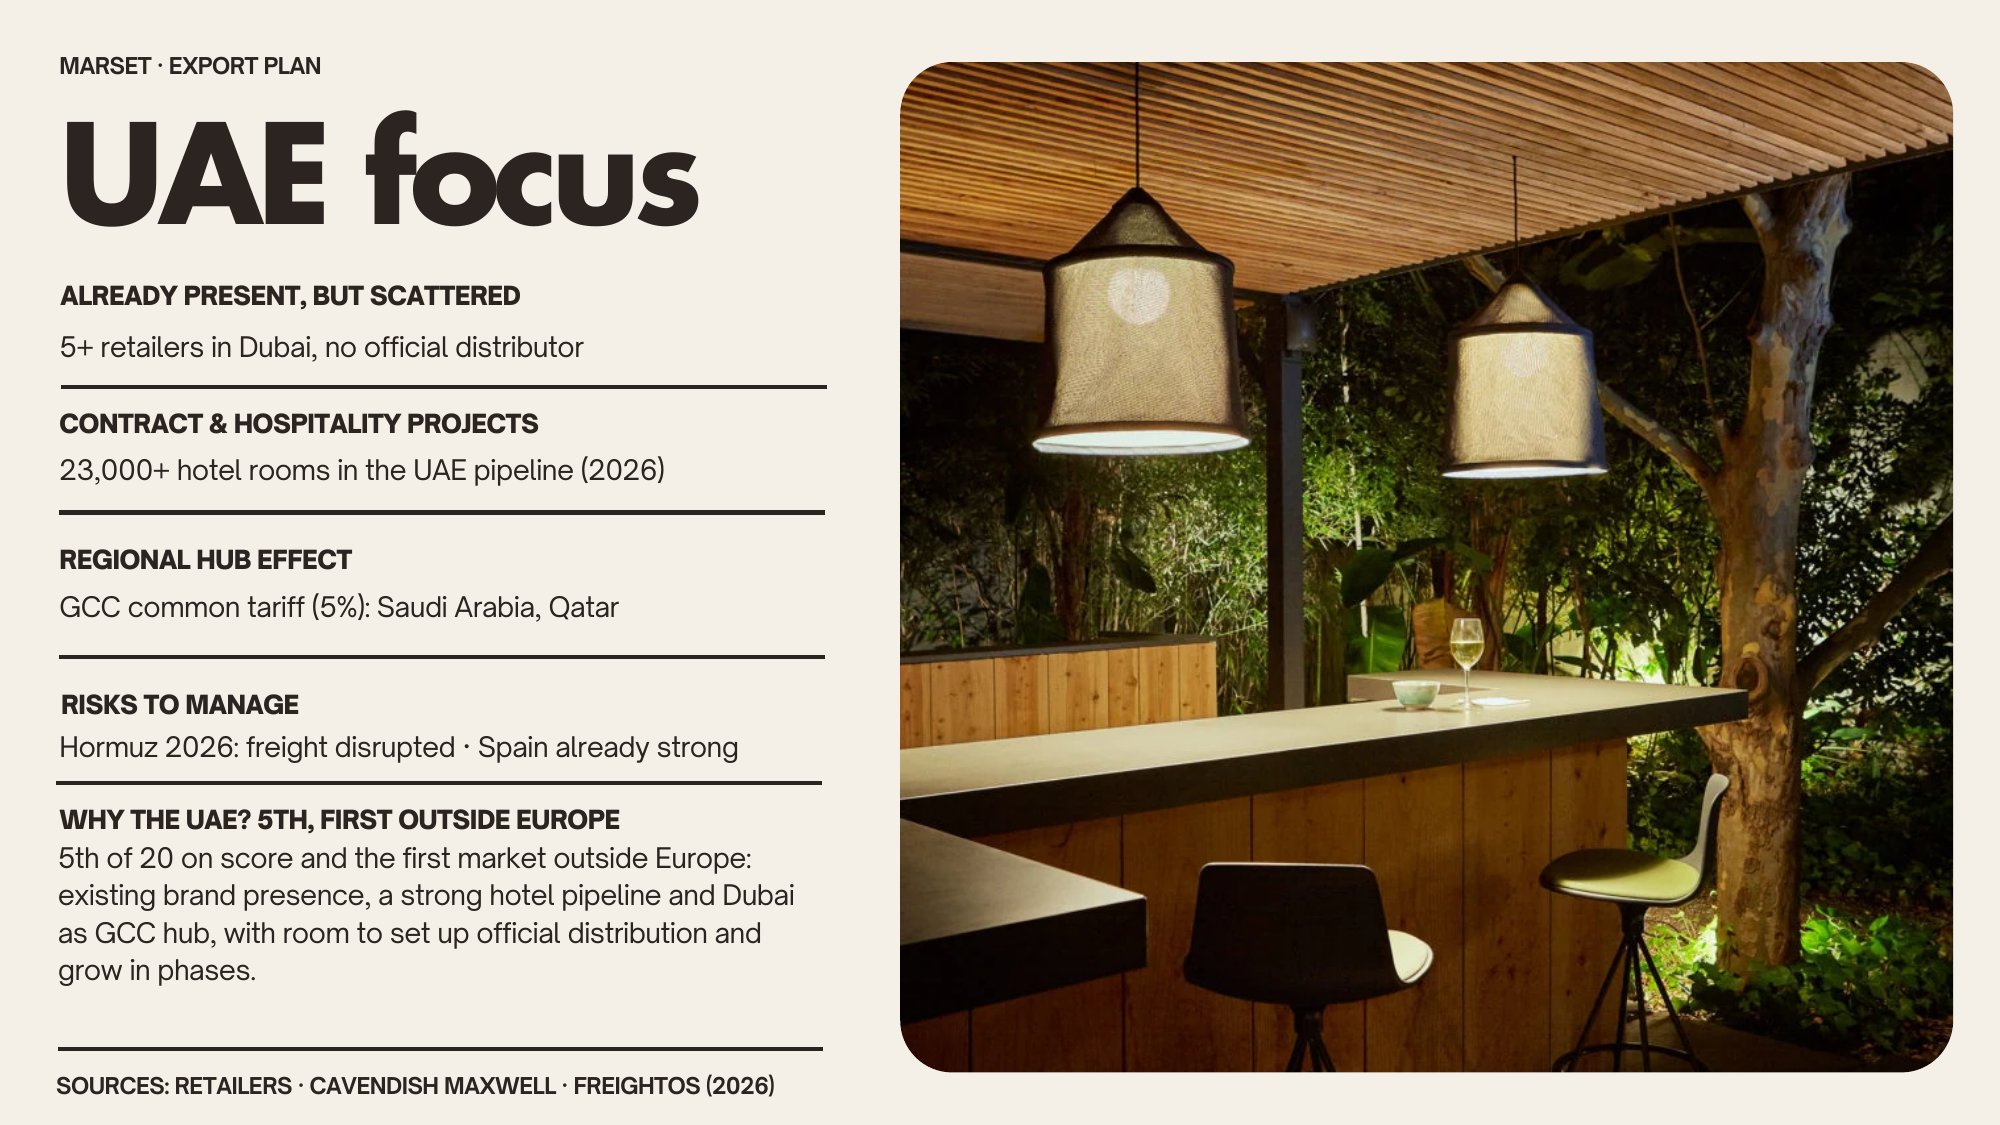 MARSET · EXPORT PLAN
UAE focus
ALREADY PRESENT, BUT SCATTERED
5+ retailers in Dubai, no official distributor
CONTRACT & HOSPITALITY PROJECTS
23,000+ hotel rooms in the UAE pipeline (2026)
REGIONAL HUB EFFECT
GCC common tariff (5%): Saudi Arabia, Qatar
RISKS TO MANAGE
Hormuz 2026: freight disrupted · Spain already strong
WHY THE UAE? 5TH, FIRST OUTSIDE EUROPE
5th of 20 on score and the first market outside Europe:
existing brand presence, a strong hotel pipeline and Dubai
as GCC hub, with room to set up official distribution and
grow in phases.
SOURCES: RETAILERS · CAVENDISH MAXWELL · FREIGHTOS (2026)